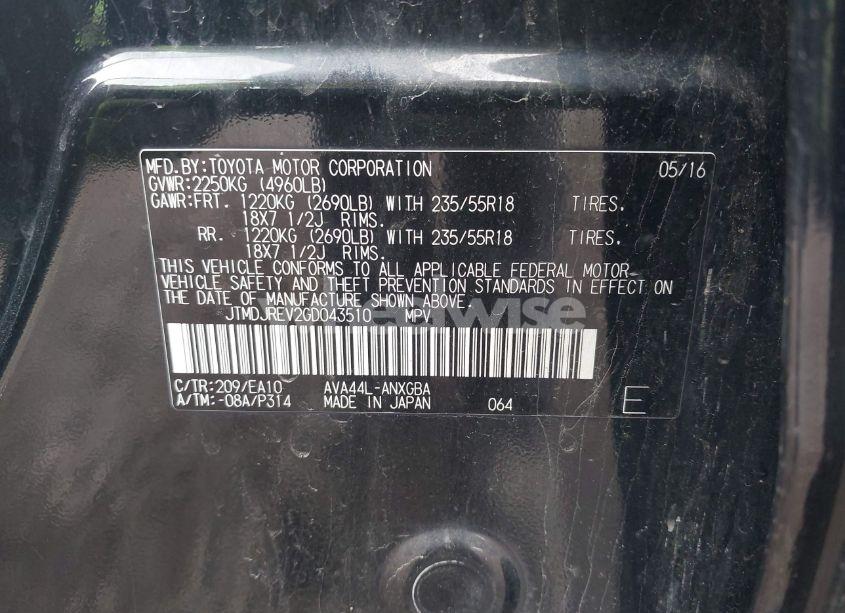 MFD.BY:TOYOTA MOTOR CORPORATION 05/16
GVWR:2250KG (4960LB)
GAWR:FRT. 1220KG (2690LB) WITH 235/55R18 TIRES.
18X7 1/2J RIMS.
RR. 1220KG (2690LB) WITH 235/55R18 TIRES.
18X7 1/2J RIMS.
THIS VEHICLE CONFORMS TO ALL APPLICABLE FEDERAL MOTOR
VEHICLE SAFETY AND THEFT PREVENTION STANDARDS IN EFFECT ON
THE DATE OF MANUFACTURE SHOWN ABOVE.
JTMDJREV2GD043510 MPV
C/TR:209/EA10 AVA44L-ANXGBA
A/TM:-08A/P314 MADE IN JAPAN 064 E